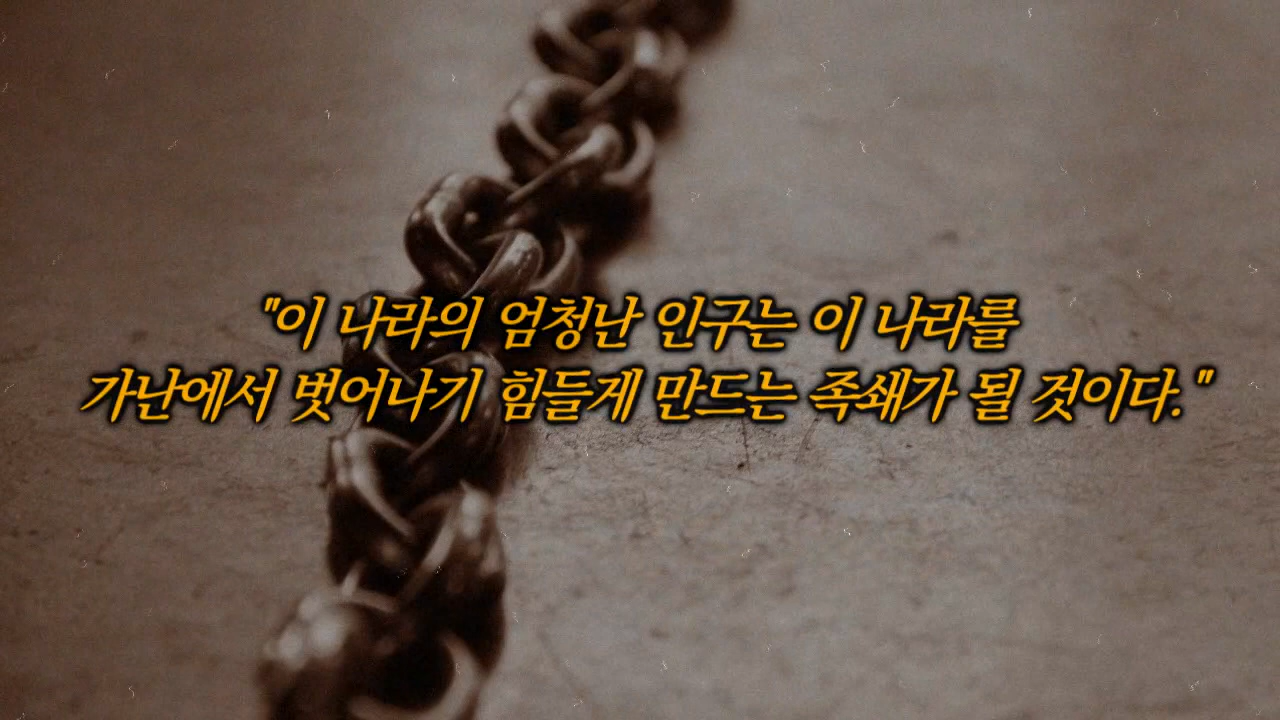 "이 나라의 엄청난 인구는 이 나라를
가난에서 벗어나기 힘들게 만드는 족쇄가 될 것이다."